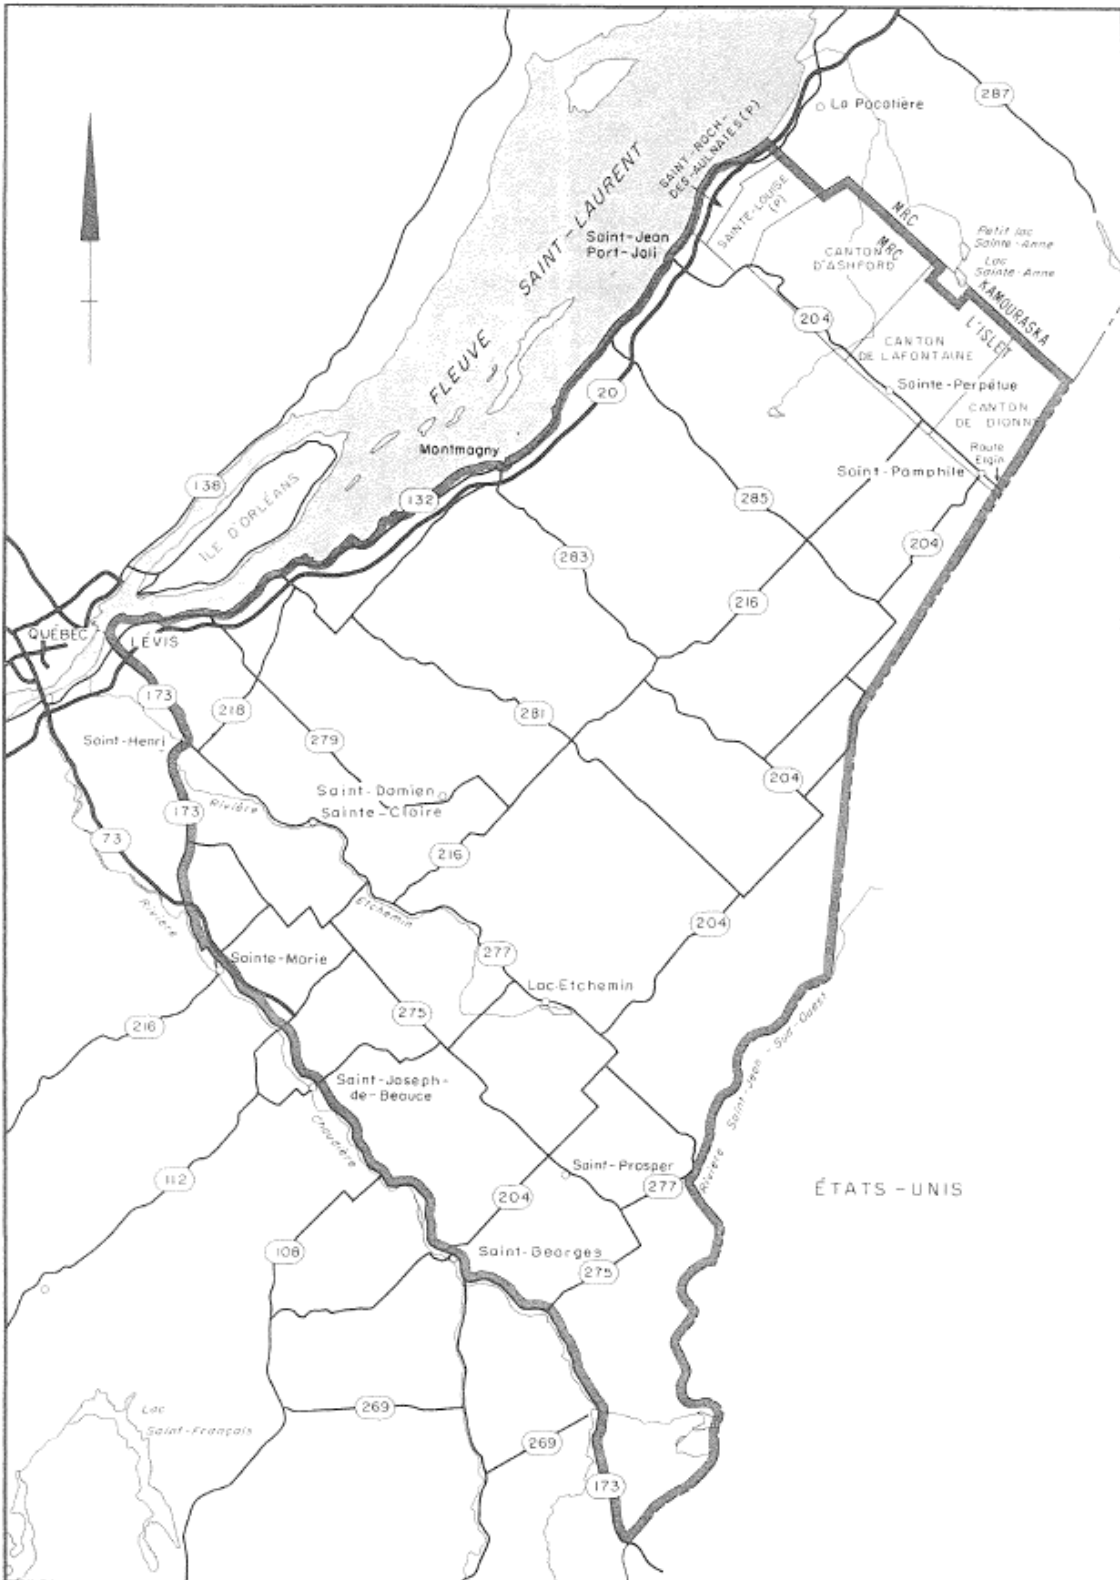 La Pocatière
287
SAINT-ROCH-
DES-AULNAIES(P)
SAINTE-LOUISE
(P)
FLEUVE SAINT-LAURENT
Saint-Jean
Port-Joli
MRC
MRC
KAMOURASKA
L'ISLET
Petit lac
Sainte-Anne
Lac
Sainte-Anne
CANTON
D'ASHFORD
204
CANTON
DE LAFONTAINE
Sainte-Perpétue
CANTON
DE DIONNE
20
Route
Elgin
Saint-Pamphile
Montmagny
138
132
ÎLE D'ORLÉANS
285
283
204
216
QUÉBEC
LÉVIS
173
218
281
Saint-Henri
279
204
Saint-Damien
Sainte-Claire
Rivière
173
73
216
Rivière
Etchemin
204
277
Sainte-Marie
Lac-Etchemin
216
275
Rivière Saint-Jean-Sud-Ouest
Saint-Joseph-
de-Beauce
Chaudière
Saint-Prosper
112
277
204
ÉTATS-UNIS
108
Saint-Georges
275
Lac
Saint-François
269
269
173